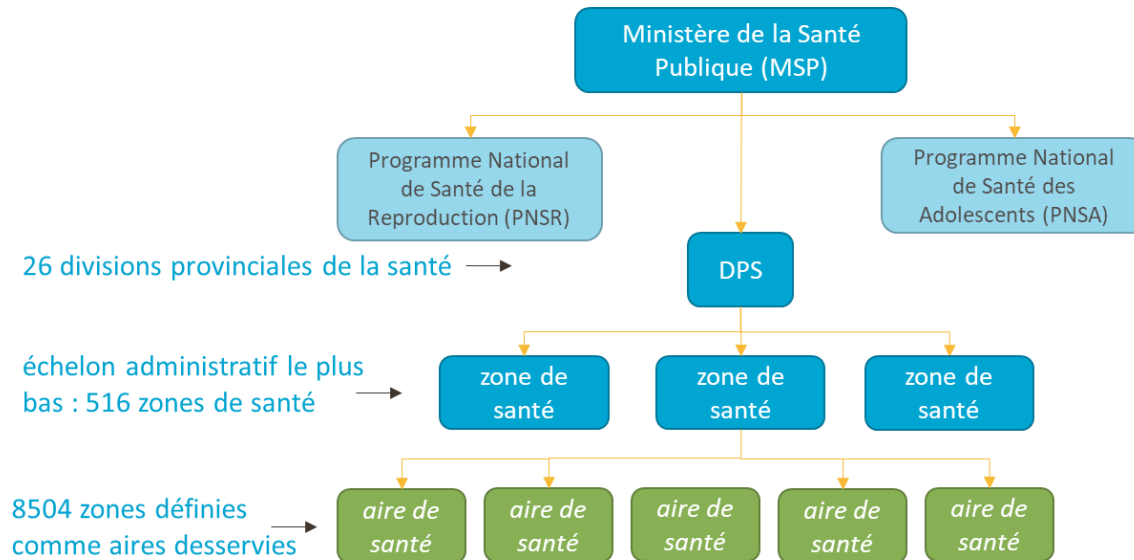 Ministère de la Santé
Publique (MSP)
Programme National
de Santé de la
Reproduction (PNSR)
Programme National
de Santé des
Adolescents (PNSA)
26 divisions provinciales de la santé
DPS
échelon administratif le plus
bas : 516 zones de santé
zone de
santé
zone de
santé
zone de
santé
8504 zones définies
comme aires desservies
aire de
santé
aire de
santé
aire de
santé
aire de
santé
aire de
santé